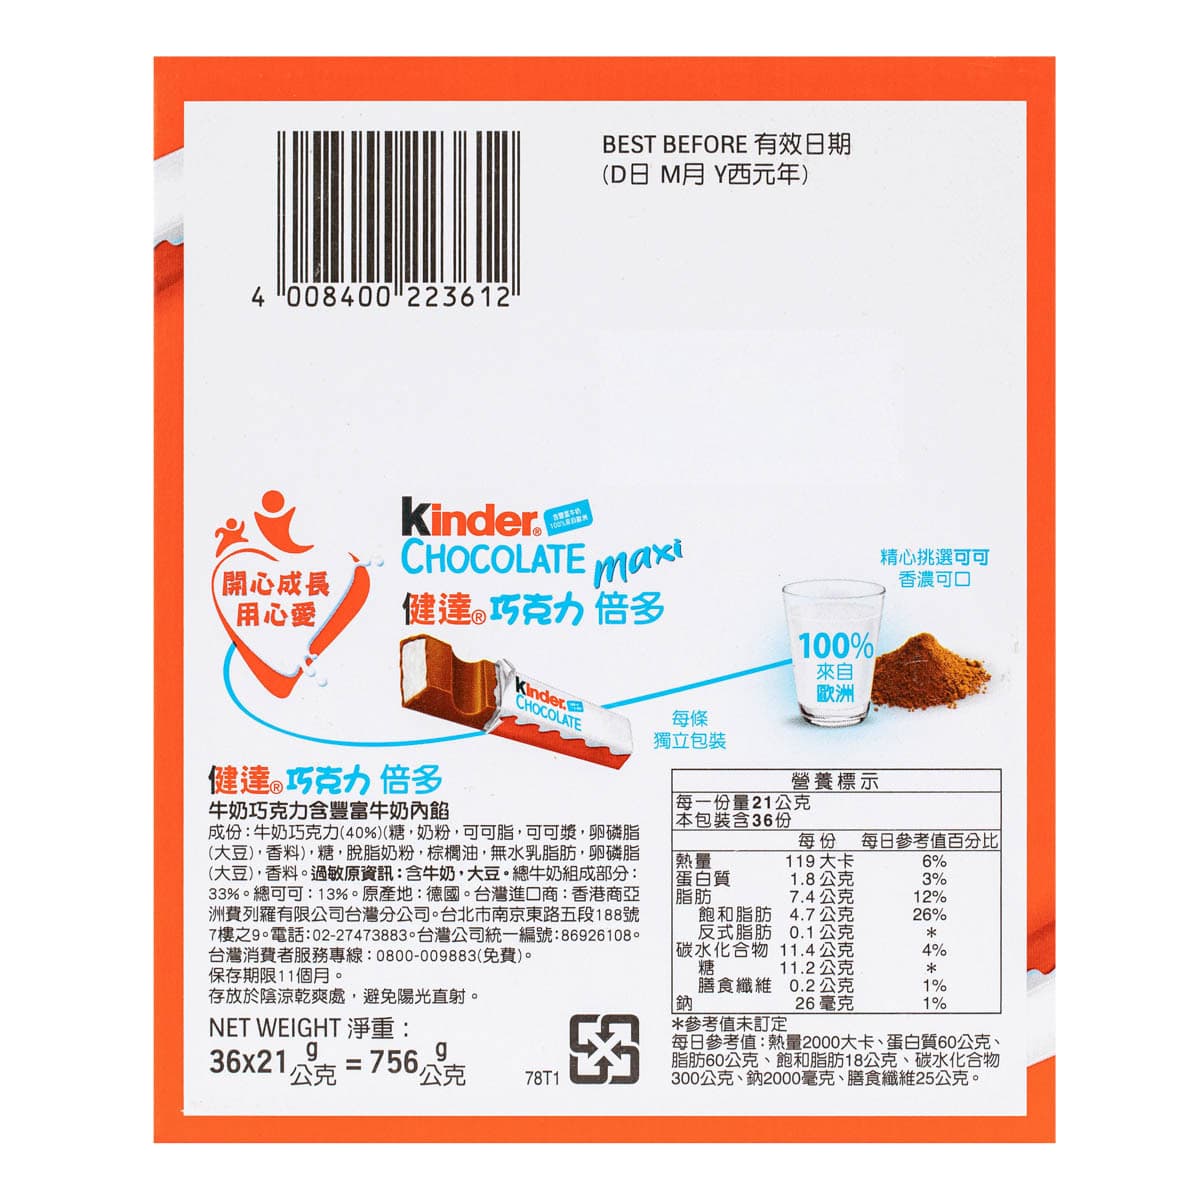 BEST BEFORE 有效日期
(D日 M月 Y西元年)
4 008400 223612
開心成長
用心愛
kinder®
含豐富牛奶
100%來自歐洲
CHOCOLATE maxi
健達®巧克力 倍多
kinder
CHOCOLATE
精心挑選可可
香濃可口
100%
來自
歐洲
每條
獨立包裝
健達®巧克力 倍多
牛奶巧克力含豐富牛奶內餡
成份：牛奶巧克力(40%)(糖，奶粉，可可脂，可可漿，卵磷脂
(大豆)，香料)，糖，脫脂奶粉，棕櫚油，無水乳脂肪，卵磷脂
(大豆)，香料。過敏原資訊：含牛奶，大豆。總牛奶組成部分：
33%。總可可：13%。原產地：德國。台灣進口商：香港商亞
洲費列羅有限公司台灣分公司。台北市南京東路五段188號
7樓之9。電話：02-27473883。台灣公司統一編號：86926108。
台灣消費者服務專線：0800-009883(免費)。
保存期限11個月。
存放於陰涼乾爽處，避免陽光直射。
NET WEIGHT 淨重：
36x21 g 公克 = 756 g 公克
78T1
營養標示
每一份量21公克
本包裝含36份
每份 每日參考值百分比
熱量 119 大卡 6%
蛋白質 1.8 公克 3%
脂肪 7.4 公克 12%
飽和脂肪 4.7 公克 26%
反式脂肪 0.1 公克 *
碳水化合物 11.4 公克 4%
糖 11.2 公克 *
膳食纖維 0.2 公克 1%
鈉 26 毫克 1%
*參考值未訂定
每日參考值：熱量2000大卡、蛋白質60公克、
脂肪60公克、飽和脂肪18公克、碳水化合物
300公克、鈉2000毫克、膳食纖維25公克。